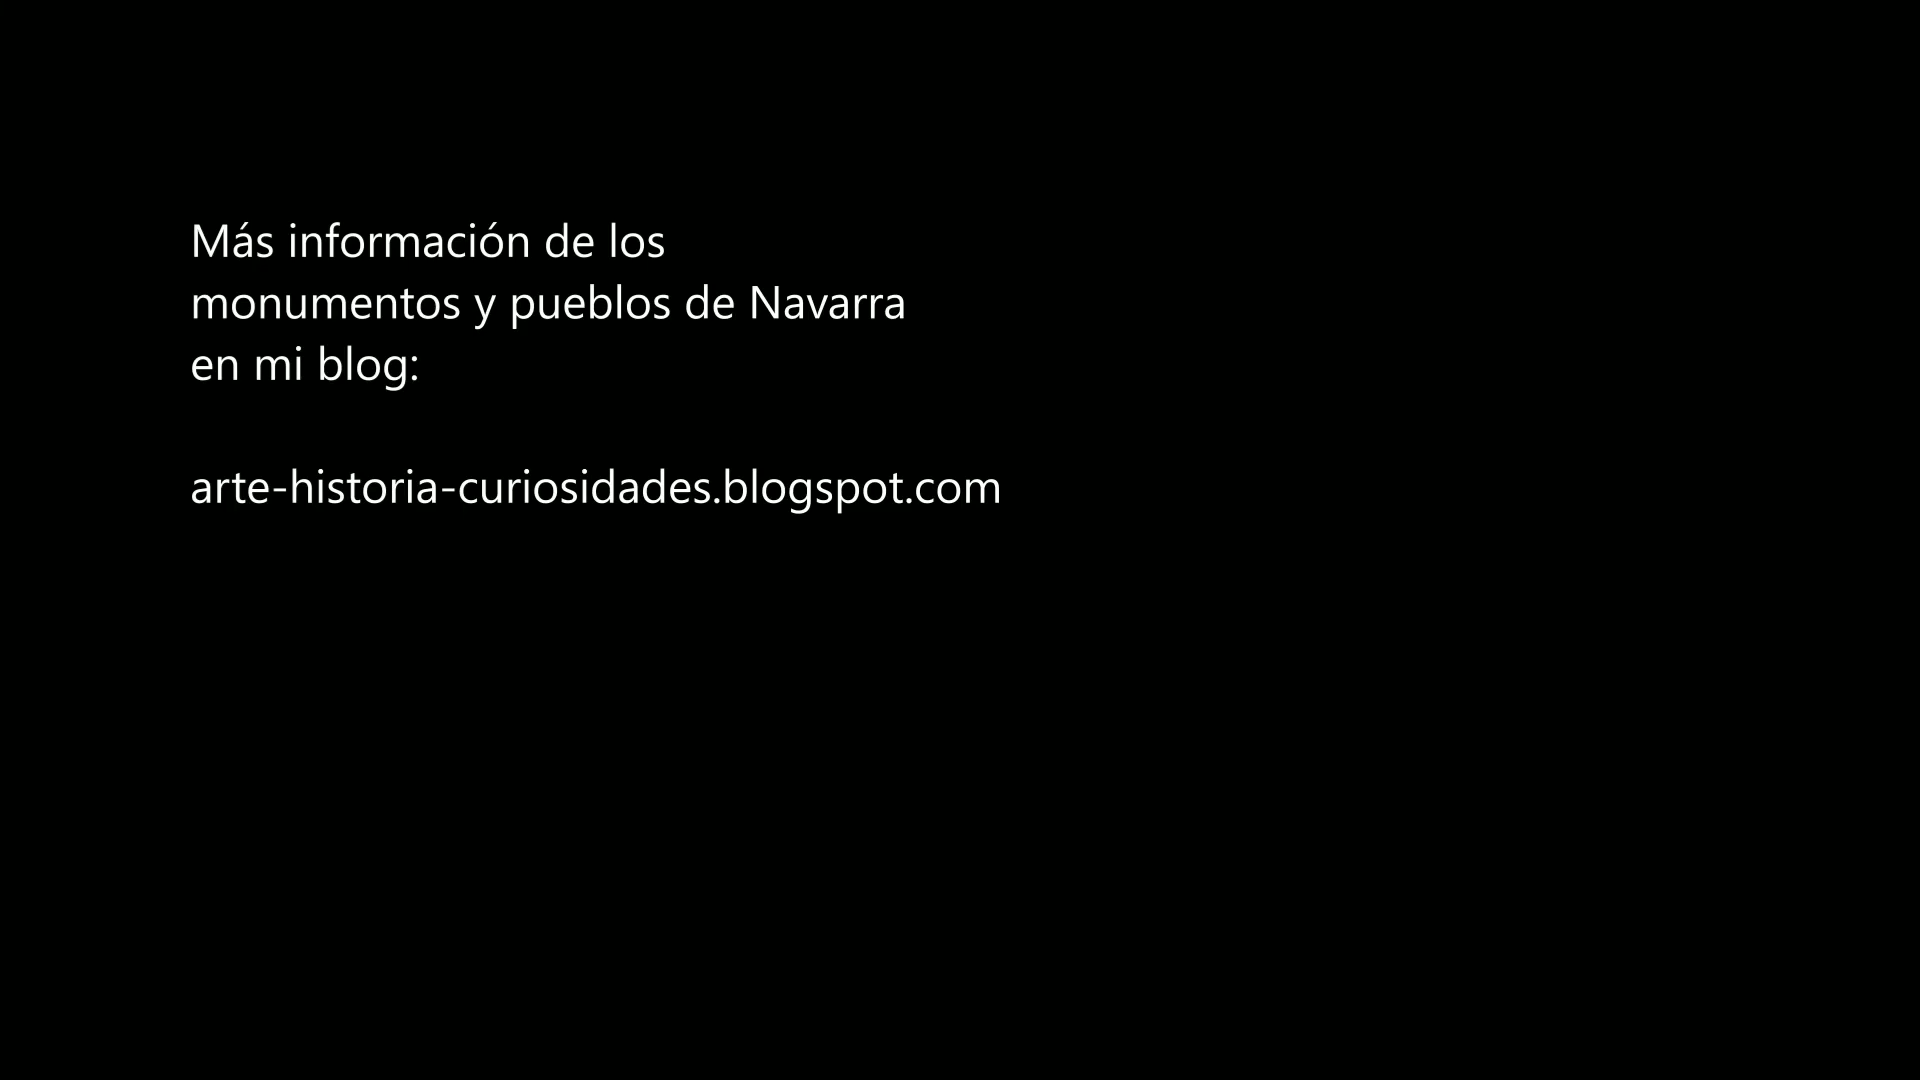 Más información de los
monumentos y pueblos de Navarra
en mi blog:
arte-historia-curiosidades.blogspot.com